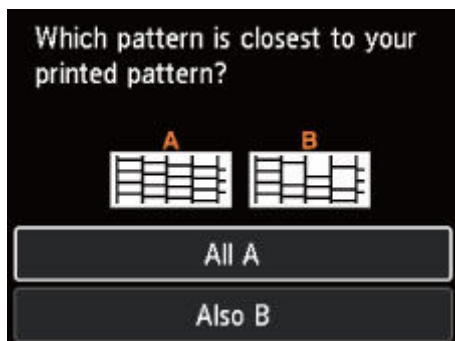 Which pattern is closest to your
printed pattern?
A B
All A
Also B